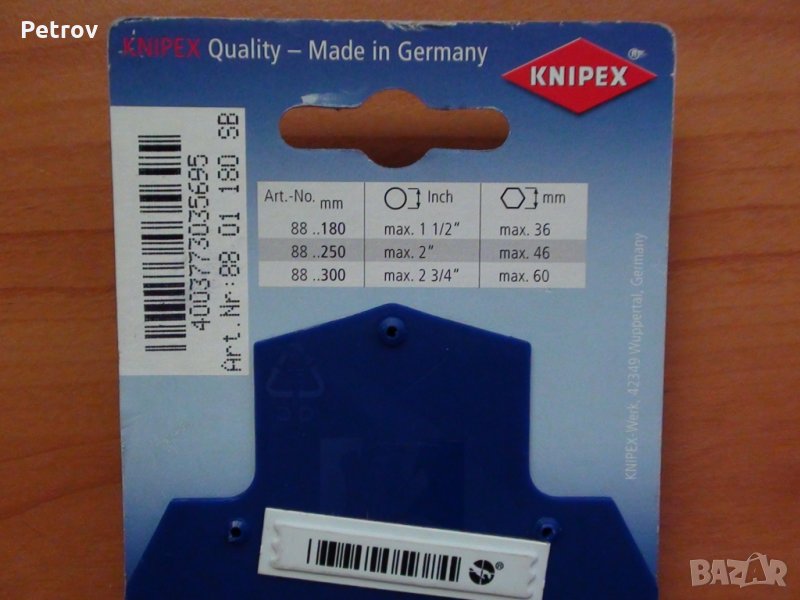 Petrov
KNIPEX Quality – Made in Germany
KNIPEX ®
4003773035695
Art.Nr:88 01 180 SB
Art.-No. mm Inch mm
88 ..180 max. 1 1/2" max. 36
88 ..250 max. 2" max. 46
88 ..300 max. 2 3/4" max. 60
KNIPEX-Werk, 42349 Wuppertal, Germany
PP
®
BAZAR